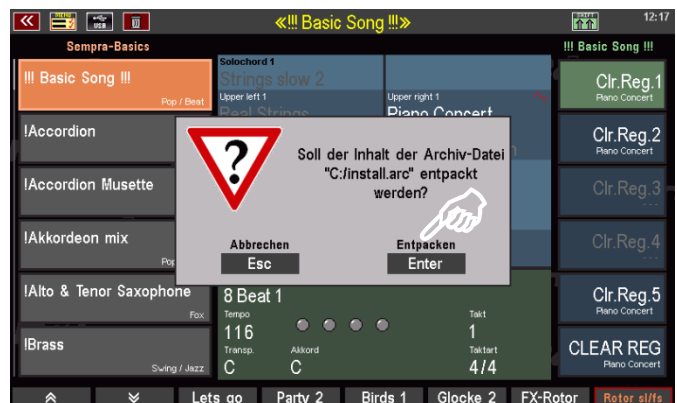 MENU
USB
«!!! Basic Song !!!»
SHIFT
12:17
Sempra-Basics
!!! Basic Song !!!
!!! Basic Song !!!
Pop / Beat
!Accordion
!Accordion Musette
!Akkordeon mix
Pop
!Alto & Tenor Saxophone
Fox
!Brass
Swing / Jazz
Solochord 1
Strings slow 2
Upper left 1
Real Strings
Upper right 1
Piano Concert
Soll der Inhalt der Archiv-Datei
"C:/install.arc" entpackt
werden?
Abbrechen
Esc
Entpacken
Enter
8 Beat 1
Tempo
116
Takt
1
Transp.
C
Akkord
C
Taktart
4/4
Clr.Reg.1
Piano Concert
Clr.Reg.2
Piano Concert
Clr.Reg.3
---
Clr.Reg.4
---
Clr.Reg.5
Piano Concert
CLEAR REG
Piano Concert
Lets go
Party 2
Birds 1
Glocke 2
FX-Rotor
Rotor sl/fs